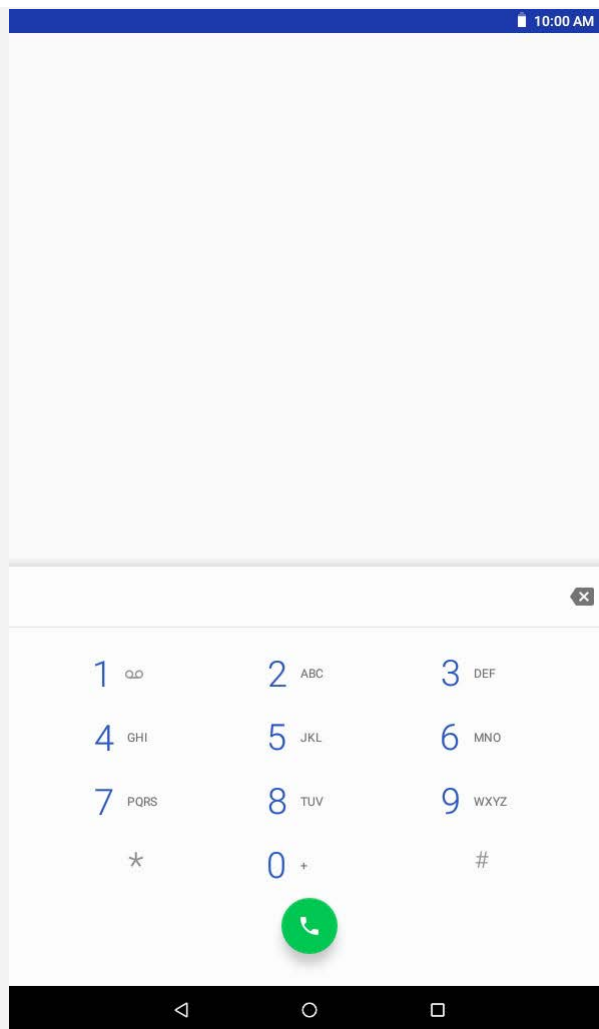 10:00 AM
1
2 ABC
3 DEF
4 GHI
5 JKL
6 MNO
7 PQRS
8 TUV
9 WXYZ
*
0 +
#